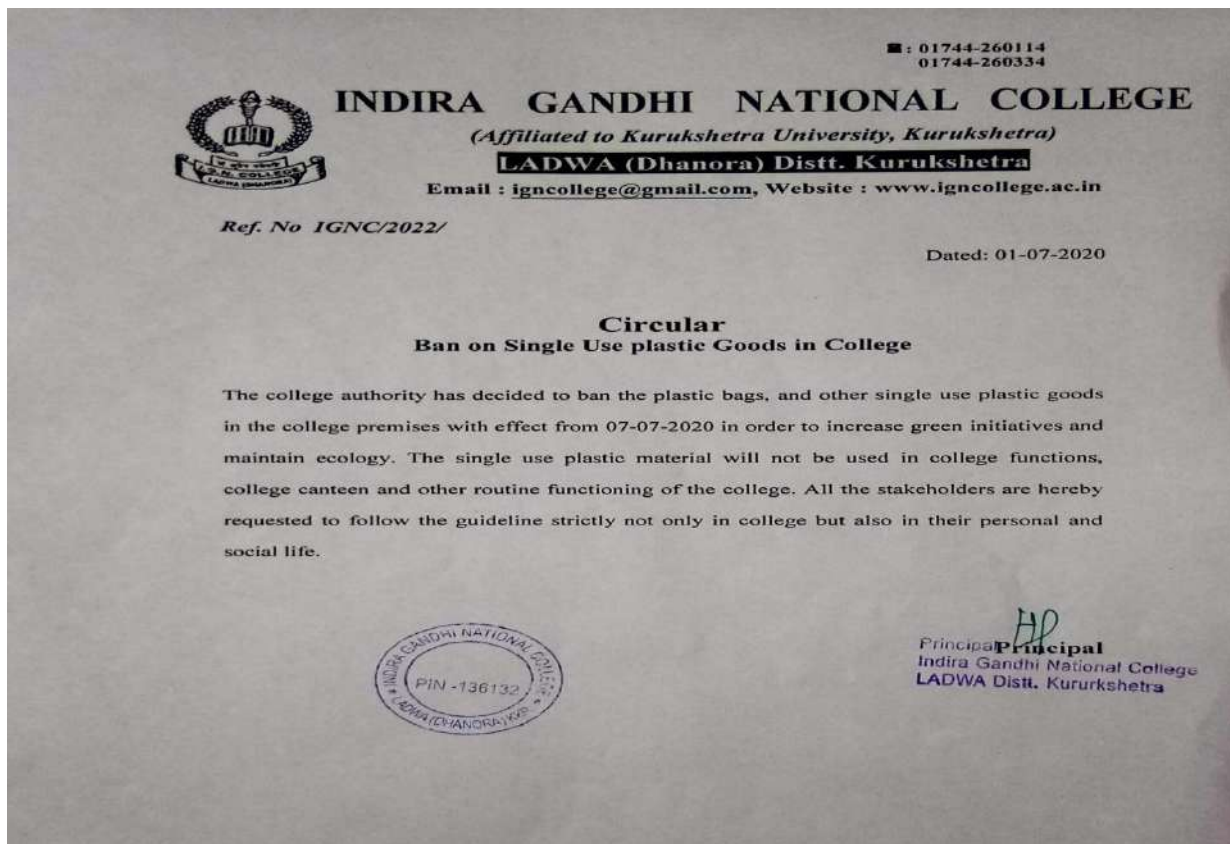 ☎: 01744-260114
01744-260334
INDIRA GANDHI NATIONAL COLLEGE
(Affiliated to Kurukshetra University, Kurukshetra)
LADWA (Dhanora) Distt. Kurukshetra
Email : igncollege@gmail.com, Website : www.igncollege.ac.in
I.G.N. COLLEGE
LADWA (DHANORA)
Ref. No IGNC/2022/
Dated: 01-07-2020
Circular
Ban on Single Use plastic Goods in College
The college authority has decided to ban the plastic bags, and other single use plastic goods
in the college premises with effect from 07-07-2020 in order to increase green initiatives and
maintain ecology. The single use plastic material will not be used in college functions,
college canteen and other routine functioning of the college. All the stakeholders are hereby
requested to follow the guideline strictly not only in college but also in their personal and
social life.
INDIRA GANDHI NATIONAL COLLEGE
PIN -136132
LADWA (DHANORA) KKR.
Principal
Principal
Indira Gandhi National College
LADWA Distt. Kururkshetra